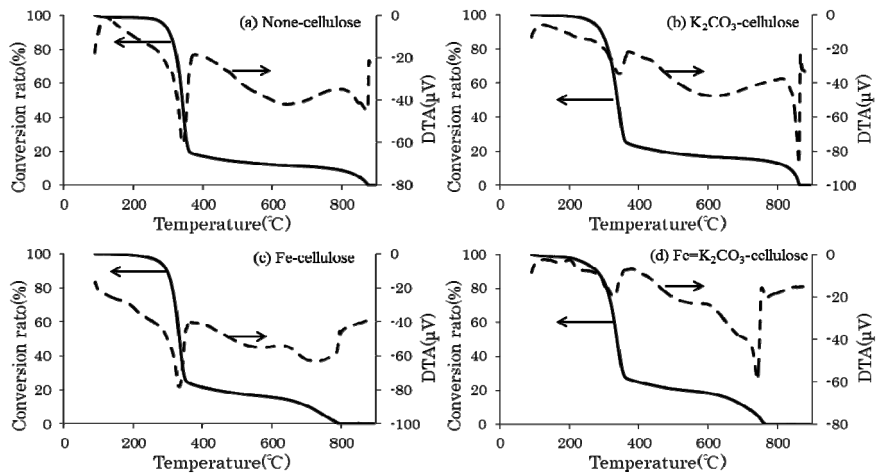 (a) None-cellulose
Conversion ratio(%)
100
80
60
40
20
0
0
-20
-40
-60
-80
DTA(µV)
0 200 400 600 800
Temperature(℃)
(b) K₂CO₃-cellulose
Conversion ratio(%)
100
80
60
40
20
0
0
-20
-40
-60
-80
-100
DTA(µV)
0 200 400 600 800
Temperature(℃)
(c) Fe-cellulose
Conversion ratio(%)
100
80
60
40
20
0
0
-20
-40
-60
-80
-100
DTA(µV)
0 200 400 600 800
Temperature(℃)
(d) Fe=K₂CO₃-cellulose
Conversion ratio(%)
100
80
60
40
20
0
0
-20
-40
-60
-80
DTA(µV)
0 200 400 600 800
Temperature(℃)